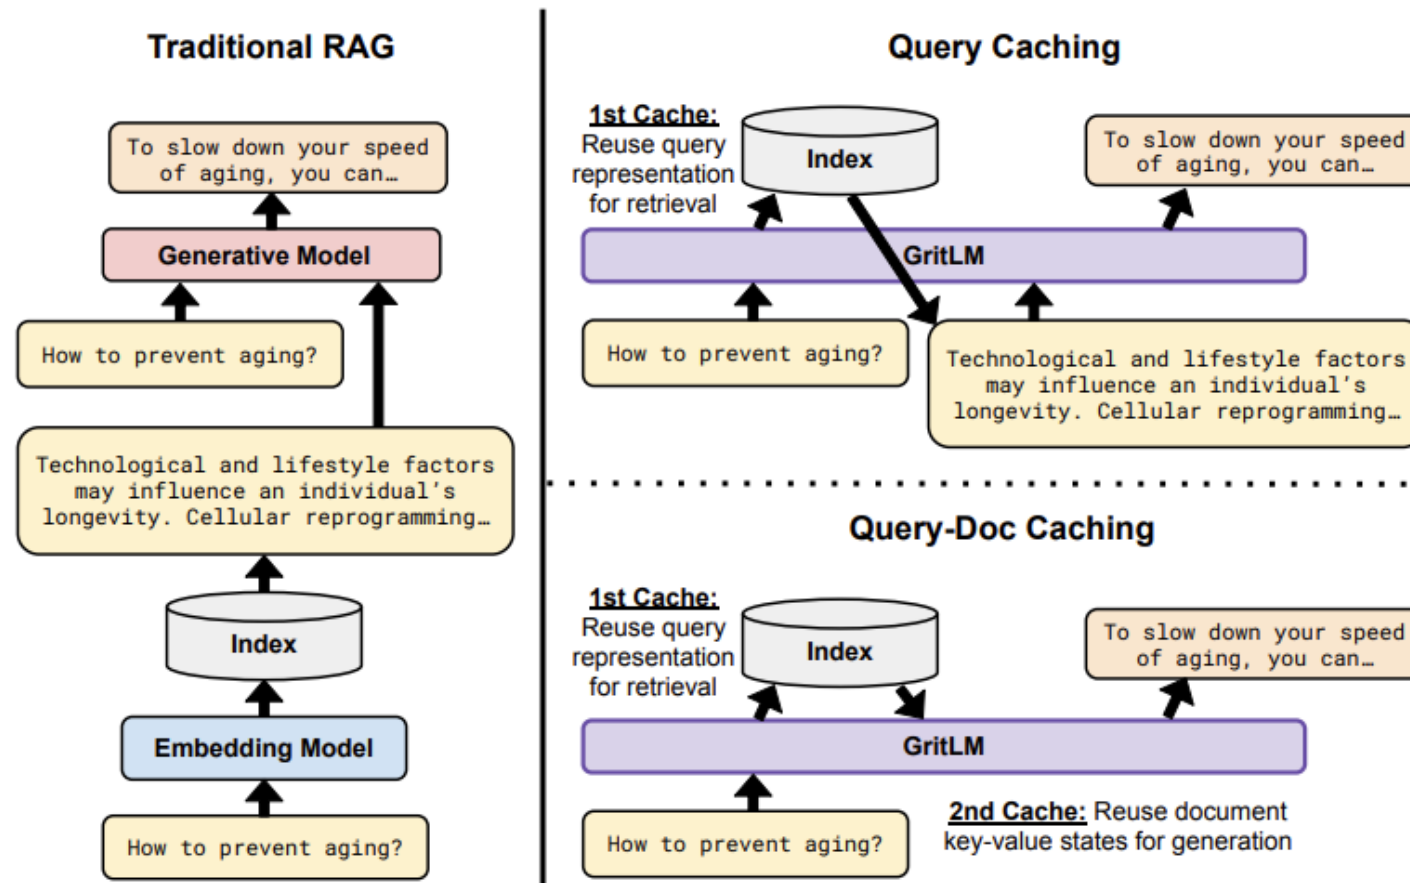 Traditional RAG
To slow down your speed
of aging, you can…
Generative Model
How to prevent aging?
Technological and lifestyle factors
may influence an individual's
longevity. Cellular reprogramming…
Index
Embedding Model
How to prevent aging?
Query Caching
1st Cache:
Reuse query
representation
for retrieval
Index
To slow down your speed
of aging, you can…
GritLM
How to prevent aging?
Technological and lifestyle factors
may influence an individual's
longevity. Cellular reprogramming…
Query-Doc Caching
1st Cache:
Reuse query
representation
for retrieval
Index
To slow down your speed
of aging, you can…
GritLM
How to prevent aging?
2nd Cache: Reuse document
key-value states for generation